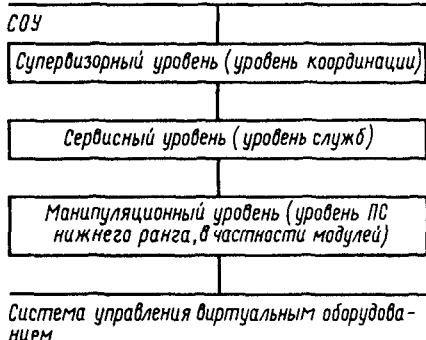 СОУ
Супервизорный уровень (уровень координации)
Сервисный уровень (уровень служб)
Манипуляционный уровень (уровень ПС
нижнего ранга, в частности модулей)
Система управления виртуальным оборудова-
нием